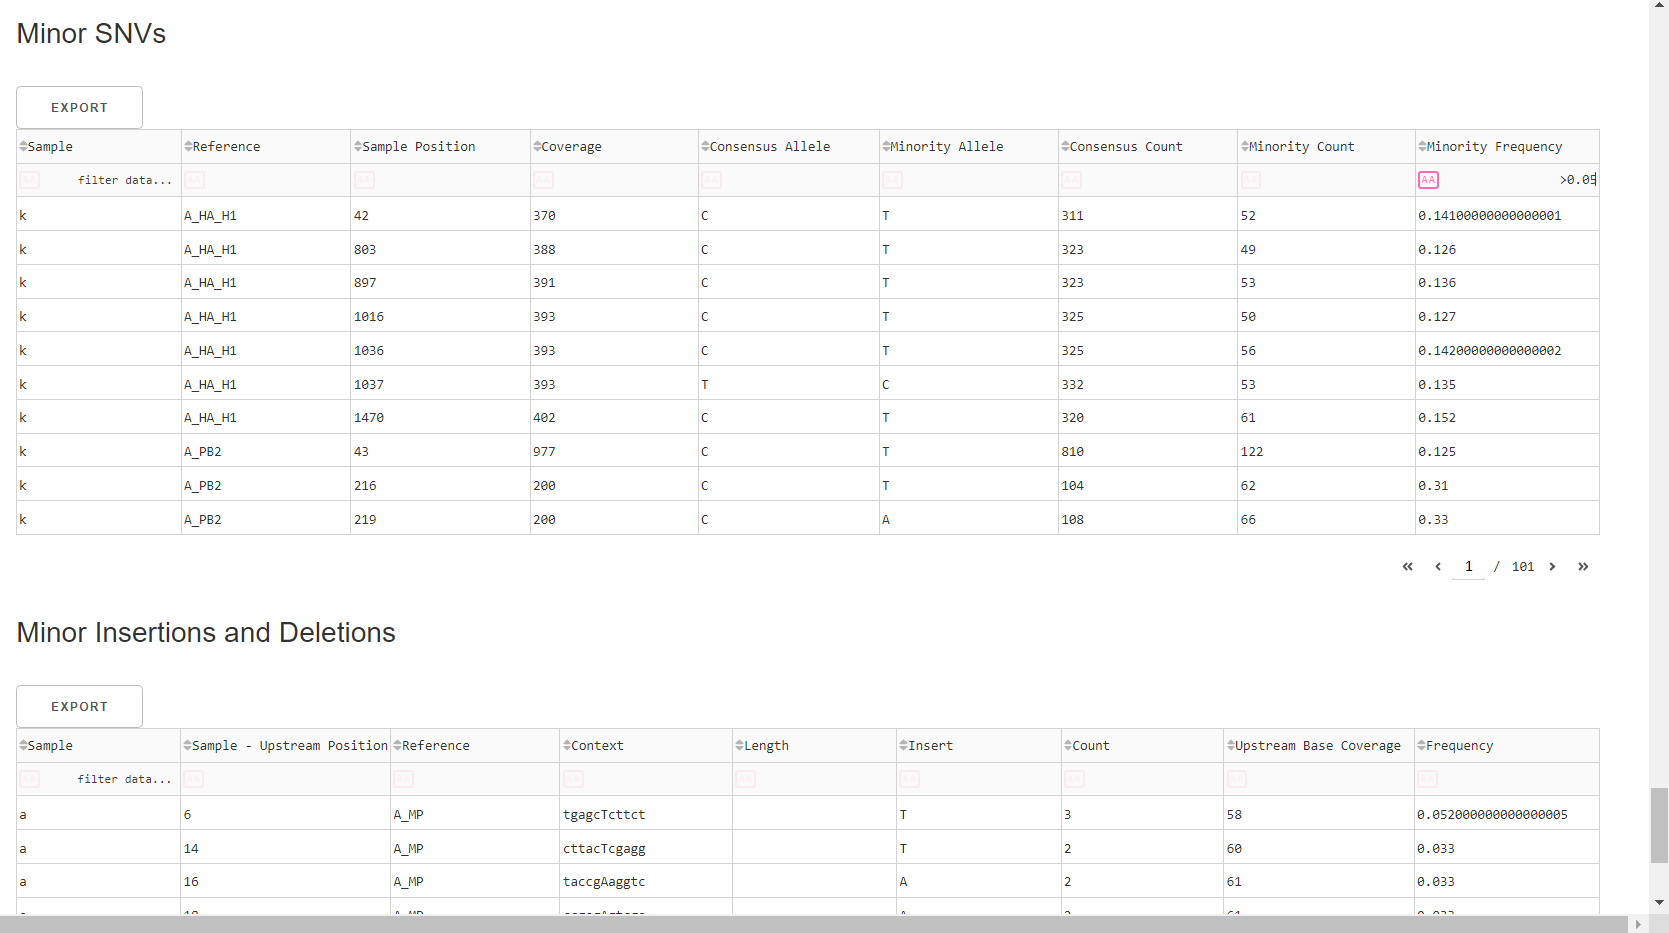 Minor SNVs
EXPORT
Sample Reference Sample Position Coverage Consensus Allele Minority Allele Consensus Count Minority Count Minority Frequency
AA filter data... AA AA AA AA AA AA AA AA >0.05
k A_HA_H1 42 370 C T 311 52 0.14100000000000001
k A_HA_H1 803 388 C T 323 49 0.126
k A_HA_H1 897 391 C T 323 53 0.136
k A_HA_H1 1016 393 C T 325 50 0.127
k A_HA_H1 1036 393 C T 325 56 0.14200000000000002
k A_HA_H1 1037 393 T C 332 53 0.135
k A_HA_H1 1470 402 C T 320 61 0.152
k A_PB2 43 977 C T 810 122 0.125
k A_PB2 216 200 C T 104 62 0.31
k A_PB2 219 200 C A 108 66 0.33
« ‹ 1 / 101 › »
Minor Insertions and Deletions
EXPORT
Sample Sample - Upstream Position Reference Context Length Insert Count Upstream Base Coverage Frequency
AA filter data... AA AA AA AA AA AA AA AA
a 6 A_MP tgagcTcttct T 3 58 0.052000000000000005
a 14 A_MP cttacTcgagg T 2 60 0.033
a 16 A_MP taccgAaggtc A 2 61 0.033